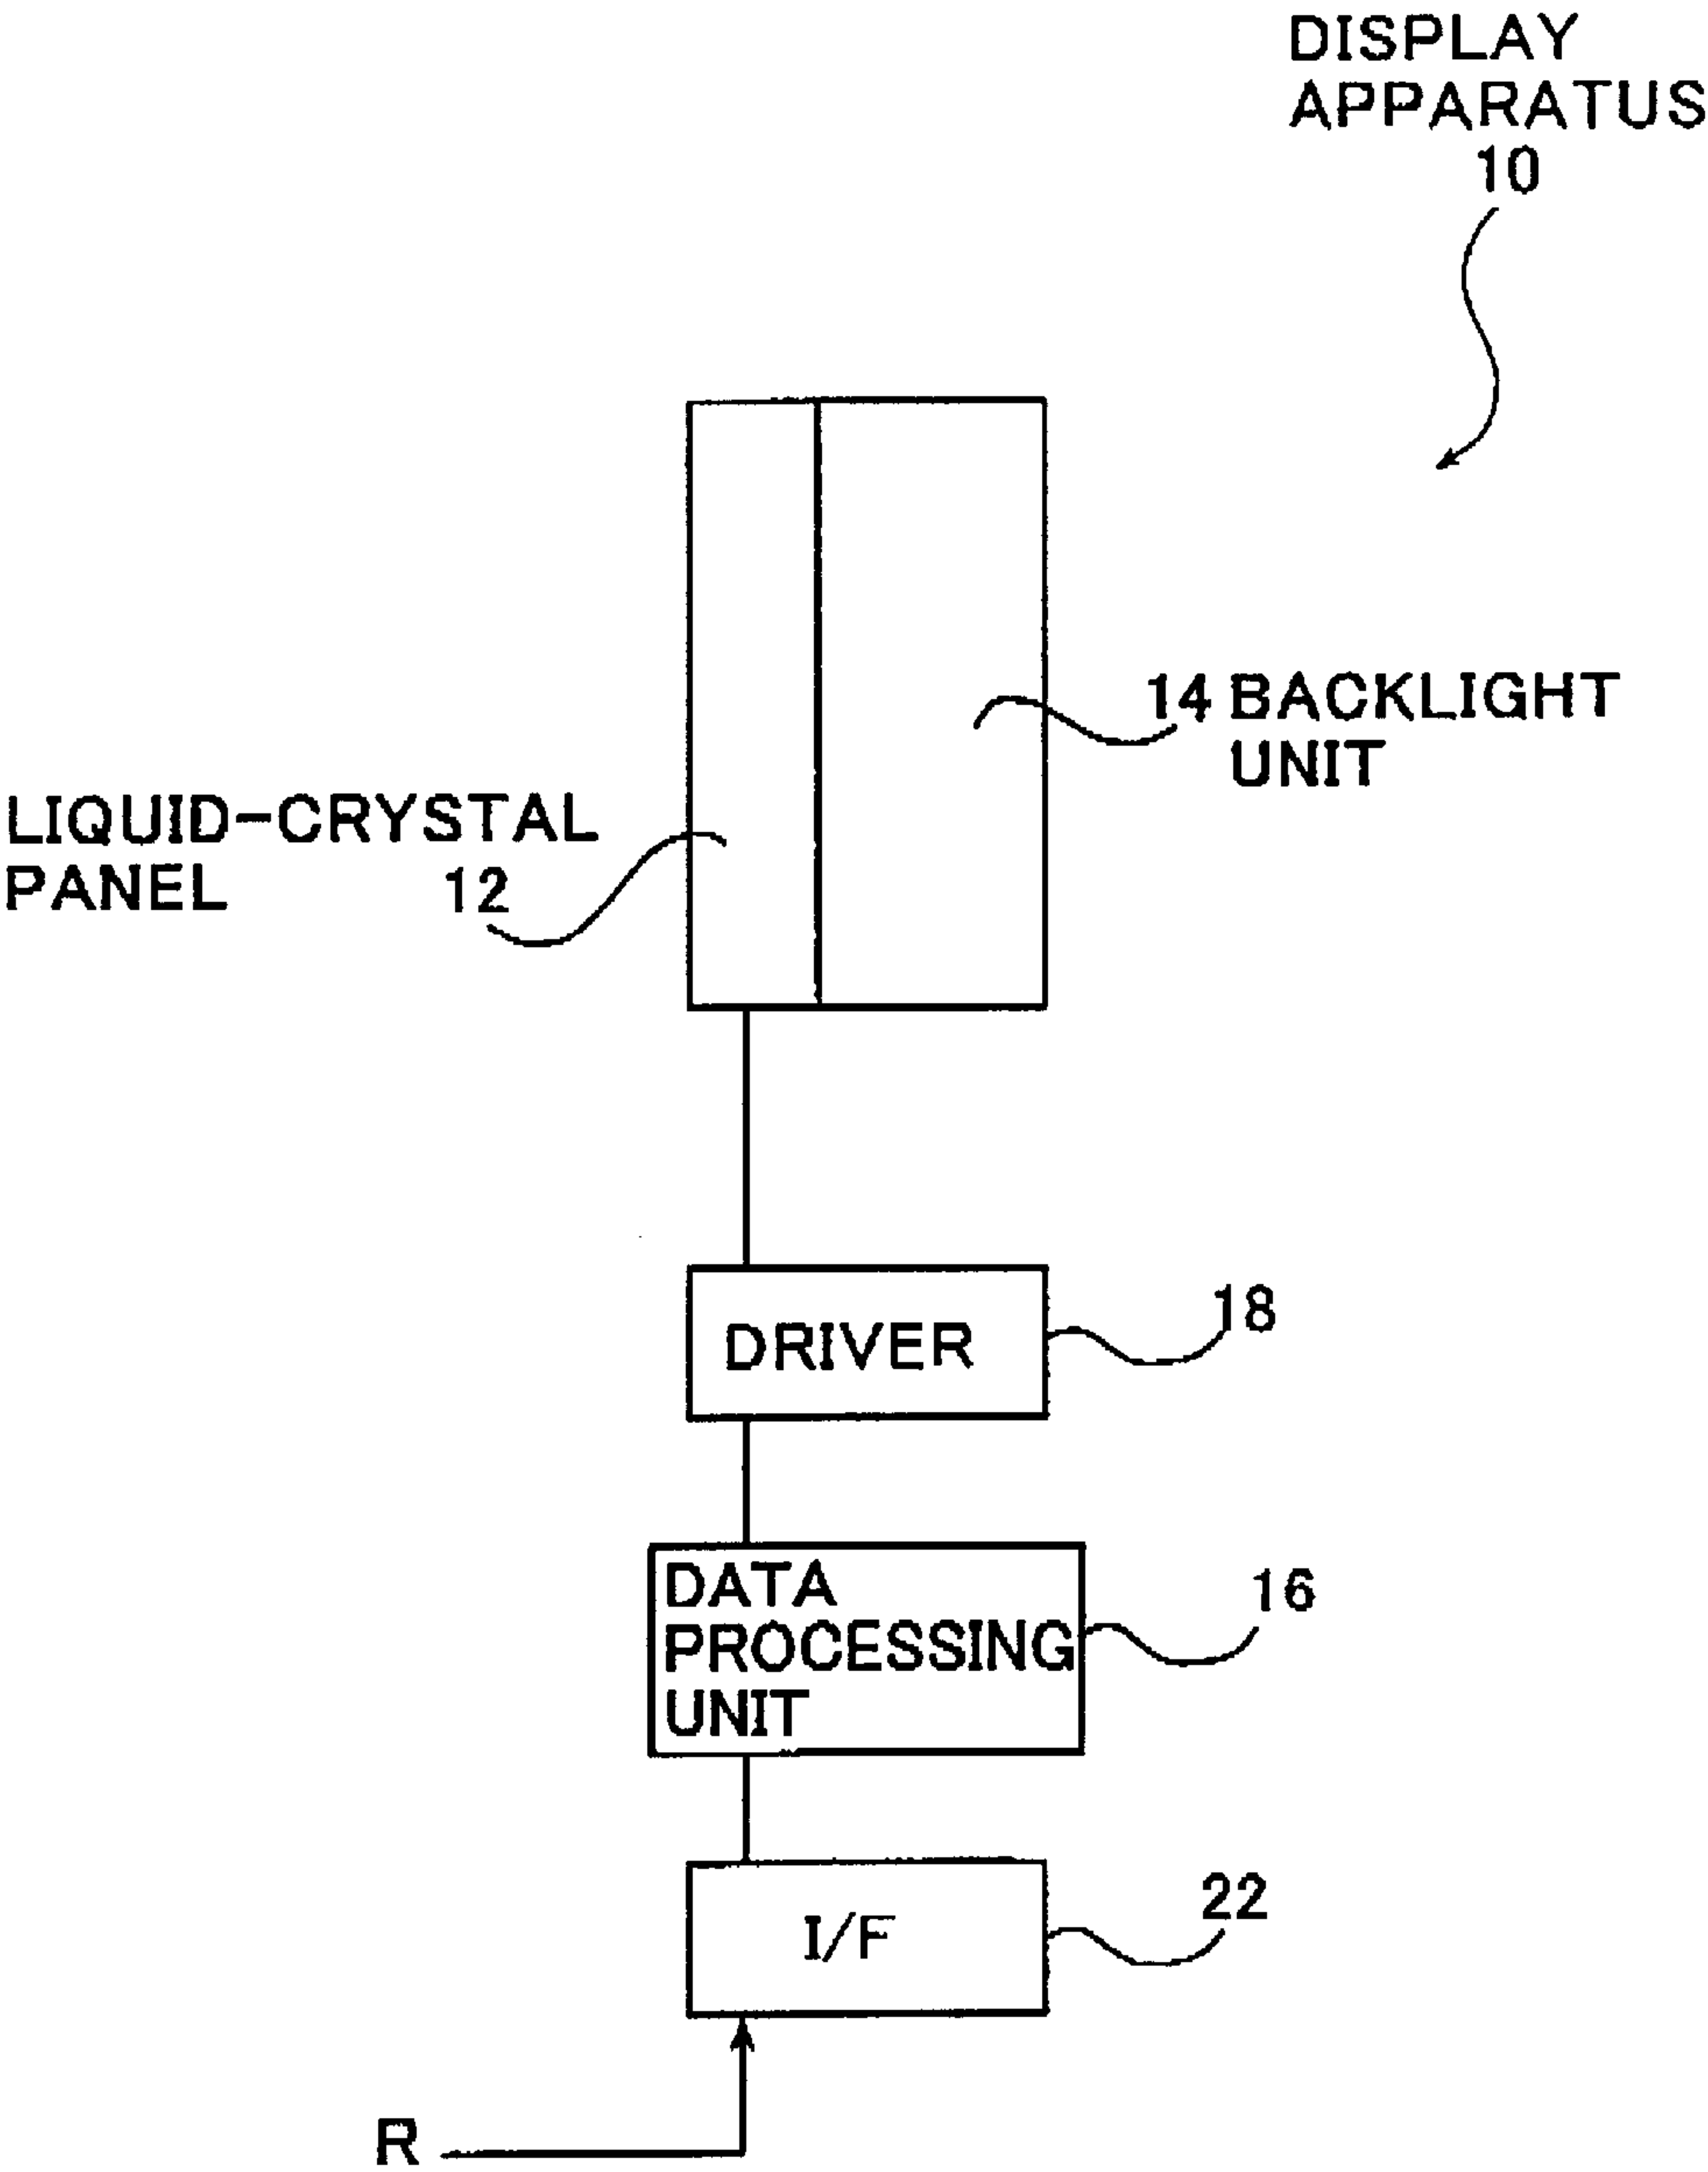 DISPLAY
APPARATUS
10
14 BACKLIGHT
UNIT
LIQUID-CRYSTAL
PANEL 12
DRIVER
18
DATA
PROCESSING
UNIT
16
I/F
22
R